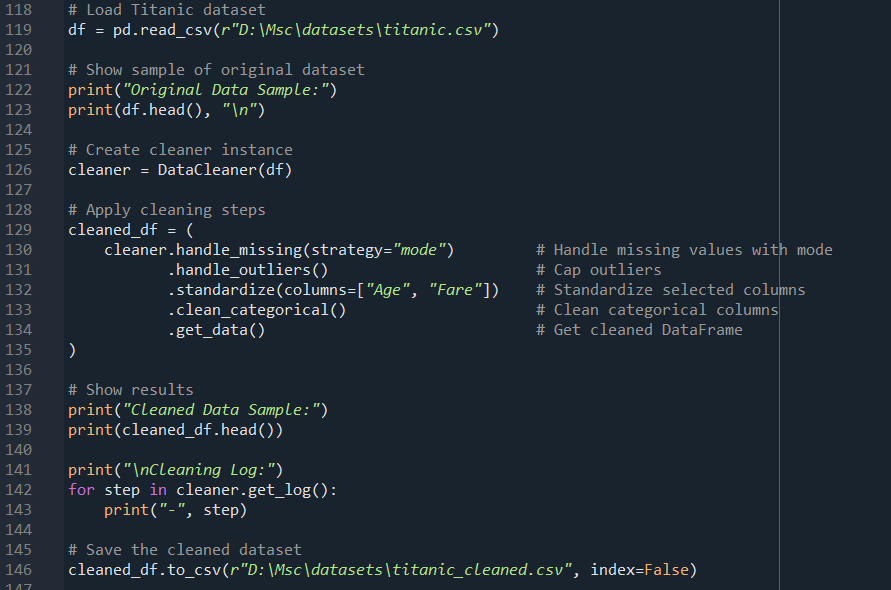 118 # Load Titanic dataset
119 df = pd.read_csv(r"D:\Msc\datasets\titanic.csv")
120
121 # Show sample of original dataset
122 print("Original Data Sample:")
123 print(df.head(), "\n")
124
125 # Create cleaner instance
126 cleaner = DataCleaner(df)
127
128 # Apply cleaning steps
129 cleaned_df = (
130     cleaner.handle_missing(strategy="mode")         # Handle missing values with mode
131            .handle_outliers()                       # Cap outliers
132            .standardize(columns=["Age", "Fare"])    # Standardize selected columns
133            .clean_categorical()                     # Clean categorical columns
134            .get_data()                              # Get cleaned DataFrame
135 )
136
137 # Show results
138 print("Cleaned Data Sample:")
139 print(cleaned_df.head())
140
141 print("\nCleaning Log:")
142 for step in cleaner.get_log():
143     print("-", step)
144
145 # Save the cleaned dataset
146 cleaned_df.to_csv(r"D:\Msc\datasets\titanic_cleaned.csv", index=False)
147